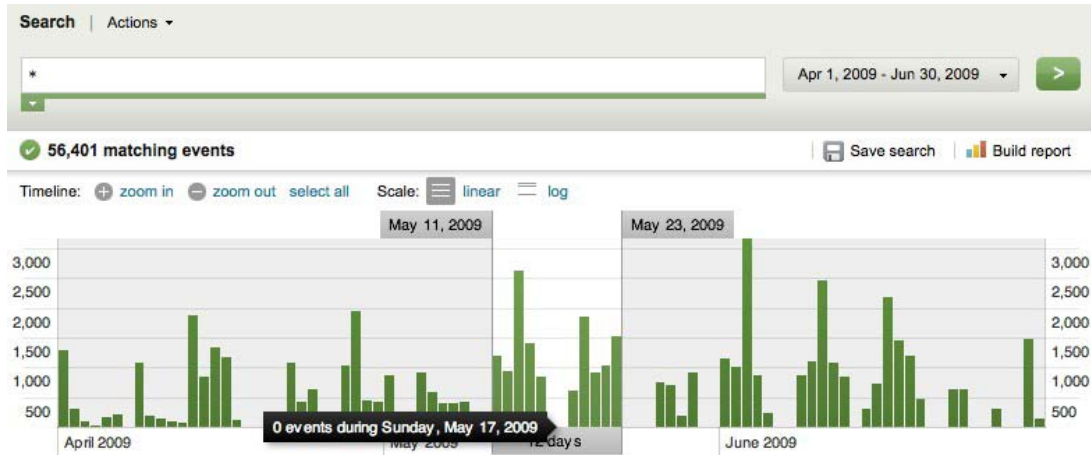 Search | Actions
*
Apr 1, 2009 - Jun 30, 2009 >
56,401 matching events Save search Build report
Timeline: zoom in zoom out select all Scale: linear log
May 11, 2009 May 23, 2009
3,000 3,000
2,500 2,500
2,000 2,000
1,500 1,500
1,000 1,000
500 500
0 events during Sunday, May 17, 2009
April 2009 May 2009 12 days June 2009